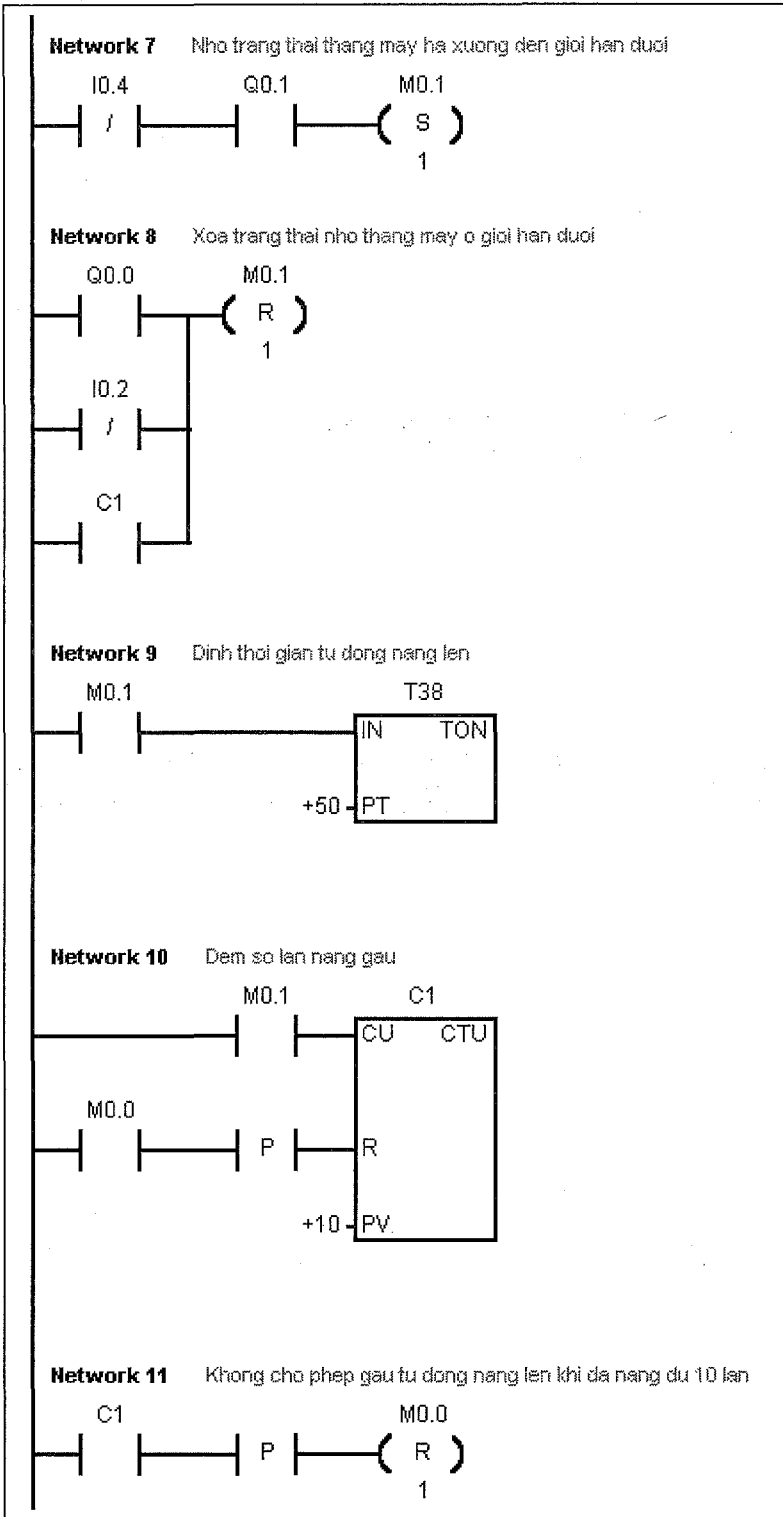 Network 7 Nho trang thai thang may ha xuong den gioi han duoi
I0.4 Q0.1 M0.1
/ S
1
Network 8 Xoa trang thai nho thang may o gioi han duoi
Q0.0 M0.1
R
1
I0.2
/
C1
Network 9 Dinh thoi gian tu dong nang len
M0.1 T38
IN TON
+50 PT
Network 10 Dem so lan nang gau
M0.1 C1
CU CTU
M0.0
P R
+10 PV
Network 11 Khong cho phep gau tu dong nang len khi da nang du 10 lan
C1 M0.0
P R
1